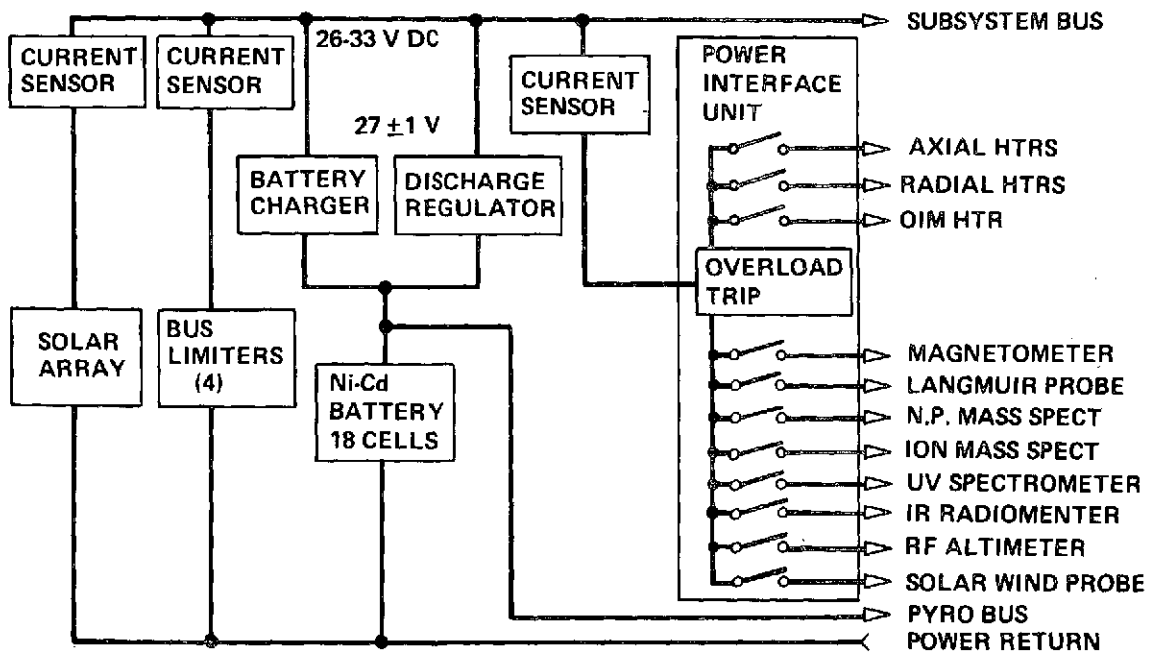 SUBSYSTEM BUS
CURRENT
SENSOR
CURRENT
SENSOR
26-33 V DC
27 ±1 V
BATTERY
CHARGER
DISCHARGE
REGULATOR
CURRENT
SENSOR
POWER
INTERFACE
UNIT
AXIAL HTRS
RADIAL HTRS
OIM HTR
OVERLOAD
TRIP
SOLAR
ARRAY
BUS
LIMITERS
(4)
Ni-Cd
BATTERY
18 CELLS
MAGNETOMETER
LANGMUIR PROBE
N.P. MASS SPECT
ION MASS SPECT
UV SPECTROMETER
IR RADIOMENTER
RF ALTIMETER
SOLAR WIND PROBE
PYRO BUS
POWER RETURN